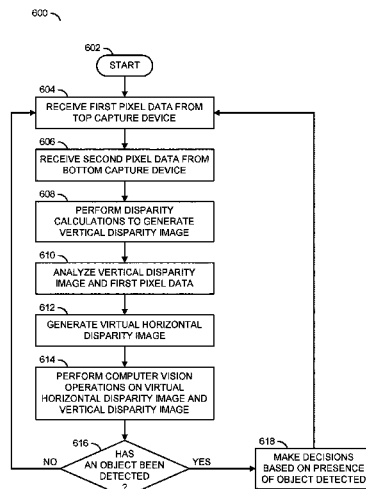 600
602
START
604
RECEIVE FIRST PIXEL DATA FROM
TOP CAPTURE DEVICE
606
RECEIVE SECOND PIXEL DATA FROM
BOTTOM CAPTURE DEVICE
608
PERFORM DISPARITY
CALCULATIONS TO GENERATE
VERTICAL DISPARITY IMAGE
610
ANALYZE VERTICAL DISPARITY
IMAGE AND FIRST PIXEL DATA
612
GENERATE VIRTUAL HORIZONTAL
DISPARITY IMAGE
614
PERFORM COMPUTER VISION
OPERATIONS ON VIRTUAL
HORIZONTAL DISPARITY IMAGE AND
VERTICAL DISPARITY IMAGE
616
HAS
AN OBJECT BEEN
DETECTED
?
NO
YES
618
MAKE DECISIONS
BASED ON PRESENCE
OF OBJECT DETECTED